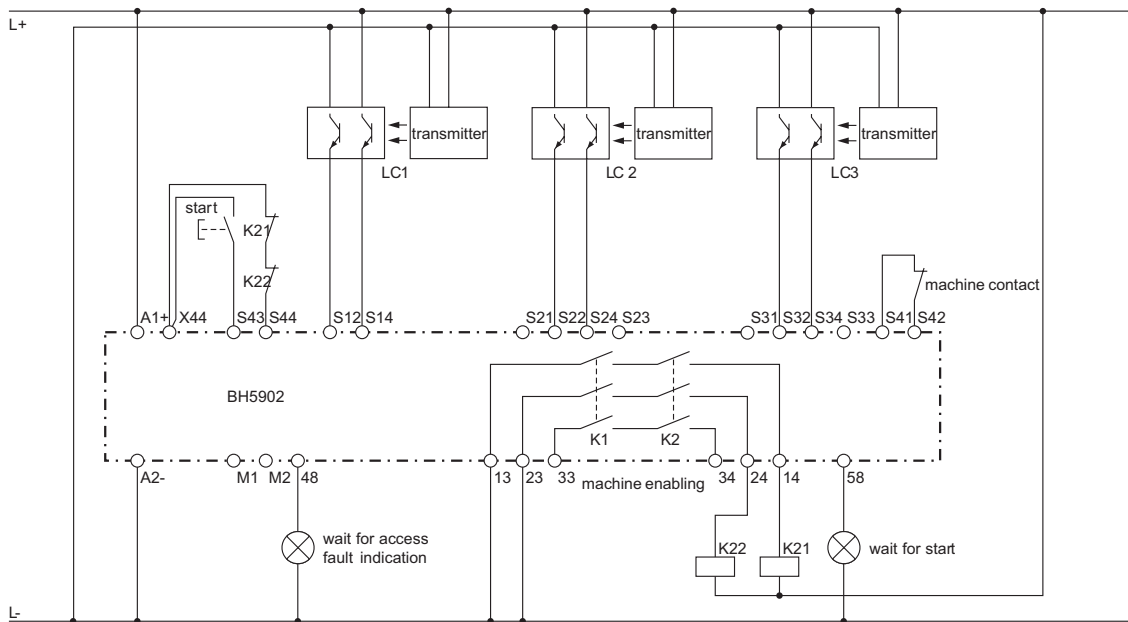 L+
transmitter
transmitter
transmitter
LC1
LC 2
LC3
start
K21
K22
machine contact
A1+
X44
S43
S44
S12
S14
S21
S22
S24
S23
S31
S32
S34
S33
S41
S42
BH5902
K1
K2
A2-
M1
M2
48
13
23
33
machine enabling
34
24
14
58
wait for access
fault indication
K22
K21
wait for start
L-